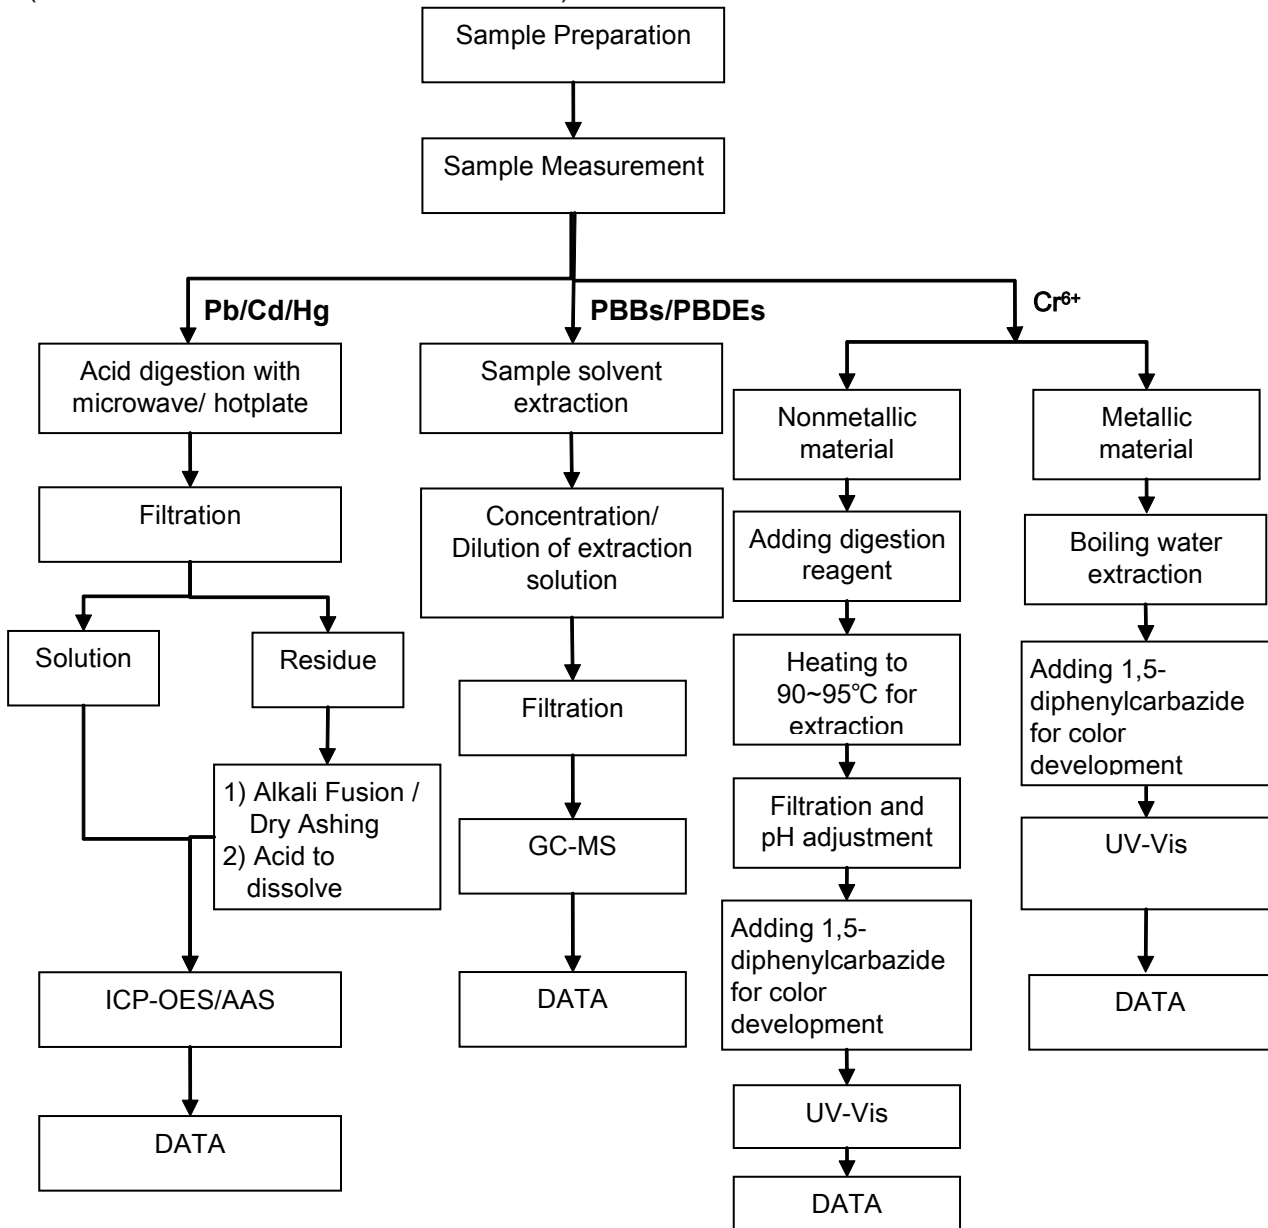 Sample Preparation
Sample Measurement
Pb/Cd/Hg
PBBs/PBDEs
Cr⁶⁺
Acid digestion with
microwave/ hotplate
Filtration
Solution
Residue
1) Alkali Fusion /
Dry Ashing
2) Acid to
dissolve
ICP-OES/AAS
DATA
Sample solvent
extraction
Concentration/
Dilution of extraction
solution
Filtration
GC-MS
DATA
Nonmetallic
material
Adding digestion
reagent
Heating to
90~95℃ for
extraction
Filtration and
pH adjustment
Adding 1,5-
diphenylcarbazide
for color
development
UV-Vis
DATA
Metallic
material
Boiling water
extraction
Adding 1,5-
diphenylcarbazide
for color
development
UV-Vis
DATA